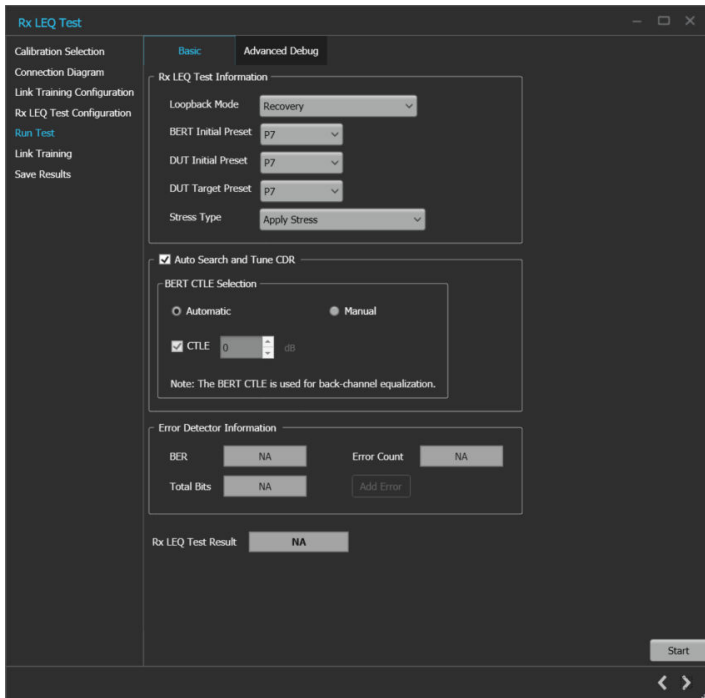 Rx LEQ Test
Calibration Selection
Connection Diagram
Link Training Configuration
Rx LEQ Test Configuration
Run Test
Link Training
Save Results
Basic
Advanced Debug
Rx LEQ Test Information
Loopback Mode Recovery
BERT Initial Preset P7
DUT Initial Preset P7
DUT Target Preset P7
Stress Type Apply Stress
Auto Search and Tune CDR
BERT CTLE Selection
Automatic Manual
CTLE 0 dB
Note: The BERT CTLE is used for back-channel equalization.
Error Detector Information
BER NA Error Count NA
Total Bits NA Add Error
Rx LEQ Test Result NA
Start